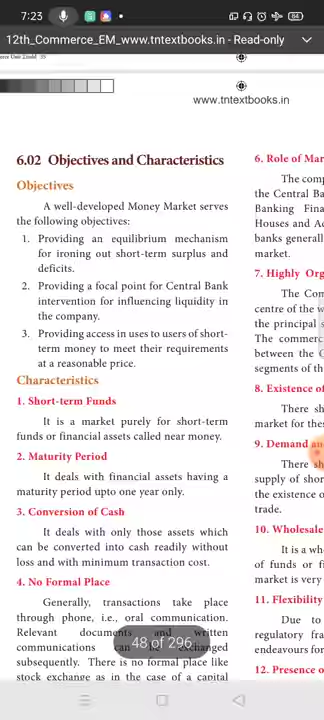 7:23
84
12th_Commerce_EM_www.tntextbooks.in - Read-only
www.tntextbooks.in
6.02 Objectives and Characteristics
Objectives
A well-developed Money Market serves
the following objectives:
1. Providing an equilibrium mechanism
for ironing out short-term surplus and
deficits.
2. Providing a focal point for Central Bank
intervention for influencing liquidity in
the company.
3. Providing access in uses to users of short-
term money to meet their requirements
at a reasonable price.
Characteristics
1. Short-term Funds
It is a market purely for short-term
funds or financial assets called near money.
2. Maturity Period
It deals with financial assets having a
maturity period upto one year only.
3. Conversion of Cash
It deals with only those assets which
can be converted into cash readily without
loss and with minimum transaction cost.
4. No Formal Place
Generally, transactions take place
through phone, i.e., oral communication.
Relevant documents and written
communications can be exchanged
subsequently. There is no formal place like
stock exchange as in the case of a capital
48 of 296
6. Role of Mar
The comp
the Central Ba
Banking Fina
Houses and Ac
banks generall
market.
7. Highly Org
The Com
centre of the w
the principal s
The commerc
between the C
segments of th
8. Existence of
There sh
market for thes
9. Demand an
There sh
supply of shor
the existence o
trade.
10. Wholesale
It is a wh
of funds or fi
market is very
11. Flexibility
Due to
regulatory fra
endeavours for
12. Presence o